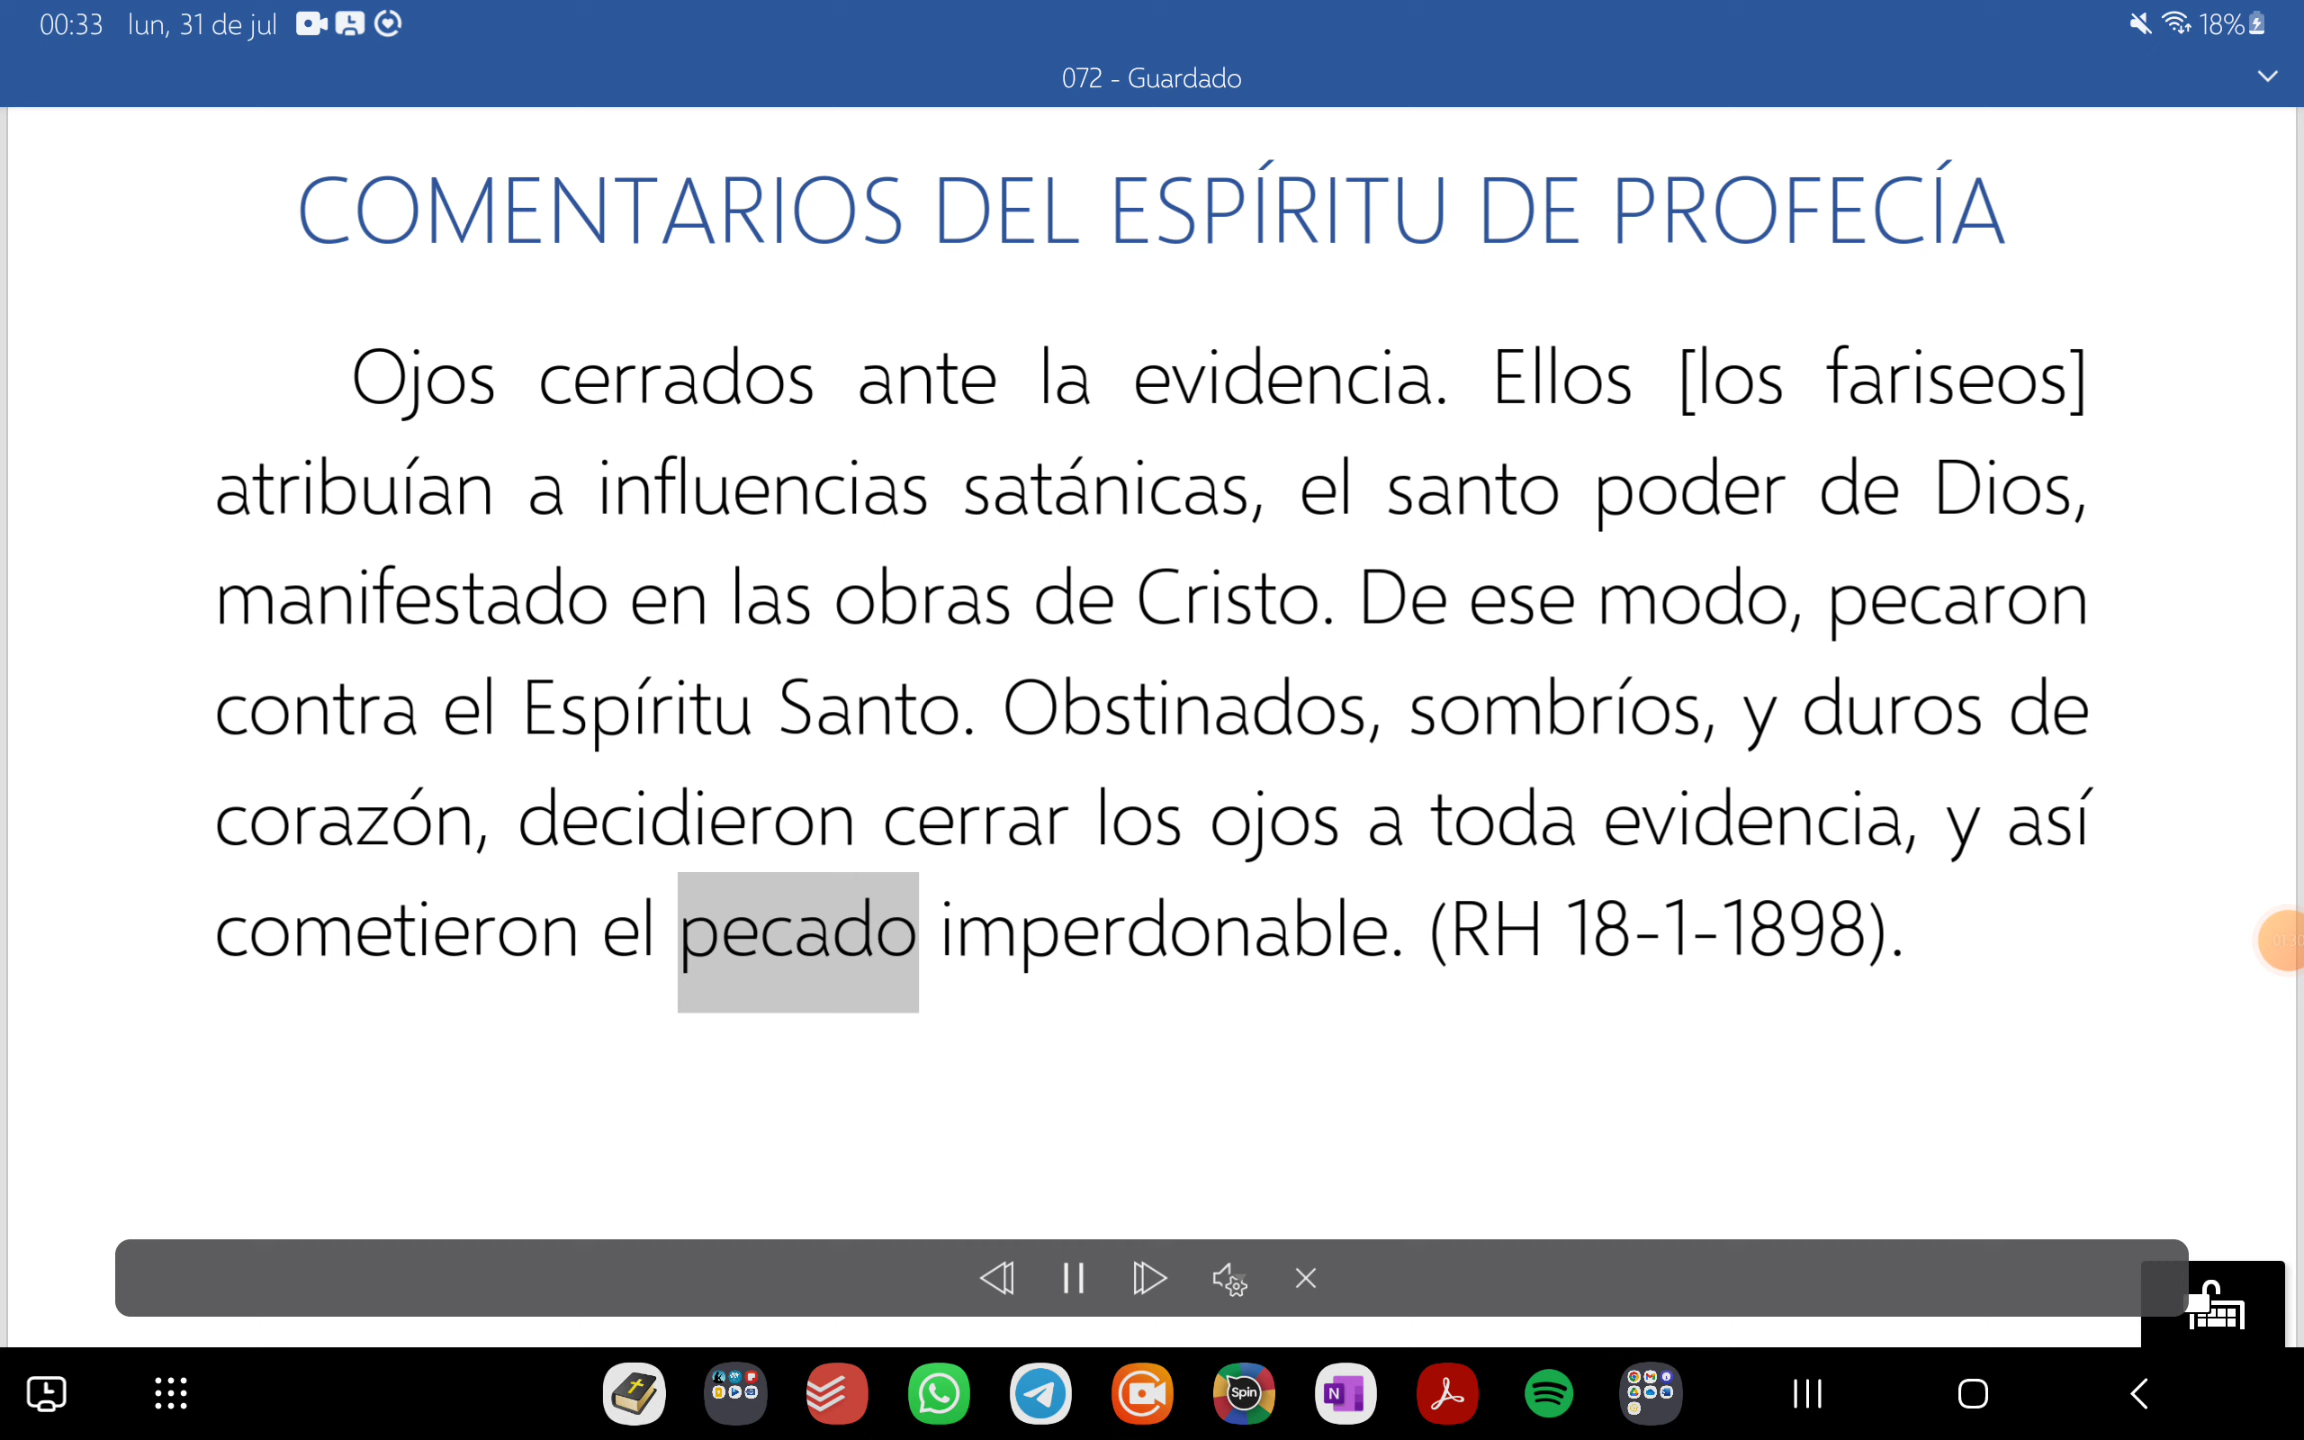 00:33 lun, 31 de jul 18%
072 - Guardado
COMENTARIOS DEL ESPÍRITU DE PROFECÍA
Ojos cerrados ante la evidencia. Ellos [los fariseos]
atribuían a influencias satánicas, el santo poder de Dios,
manifestado en las obras de Cristo. De ese modo, pecaron
contra el Espíritu Santo. Obstinados, sombríos, y duros de
corazón, decidieron cerrar los ojos a toda evidencia, y así
cometieron el pecado imperdonable. (RH 18-1-1898).
Spin
N